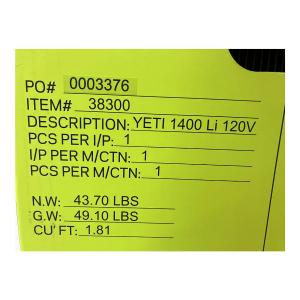 PO# 0003376
ITEM# 38300
DESCRIPTION: YETI 1400 Li 120V
PCS PER I/P: 1
I/P PER M/CTN: 1
PCS PER M/CTN: 1
N.W: 43.70 LBS
G.W: 49.10 LBS
CU' FT: 1.81